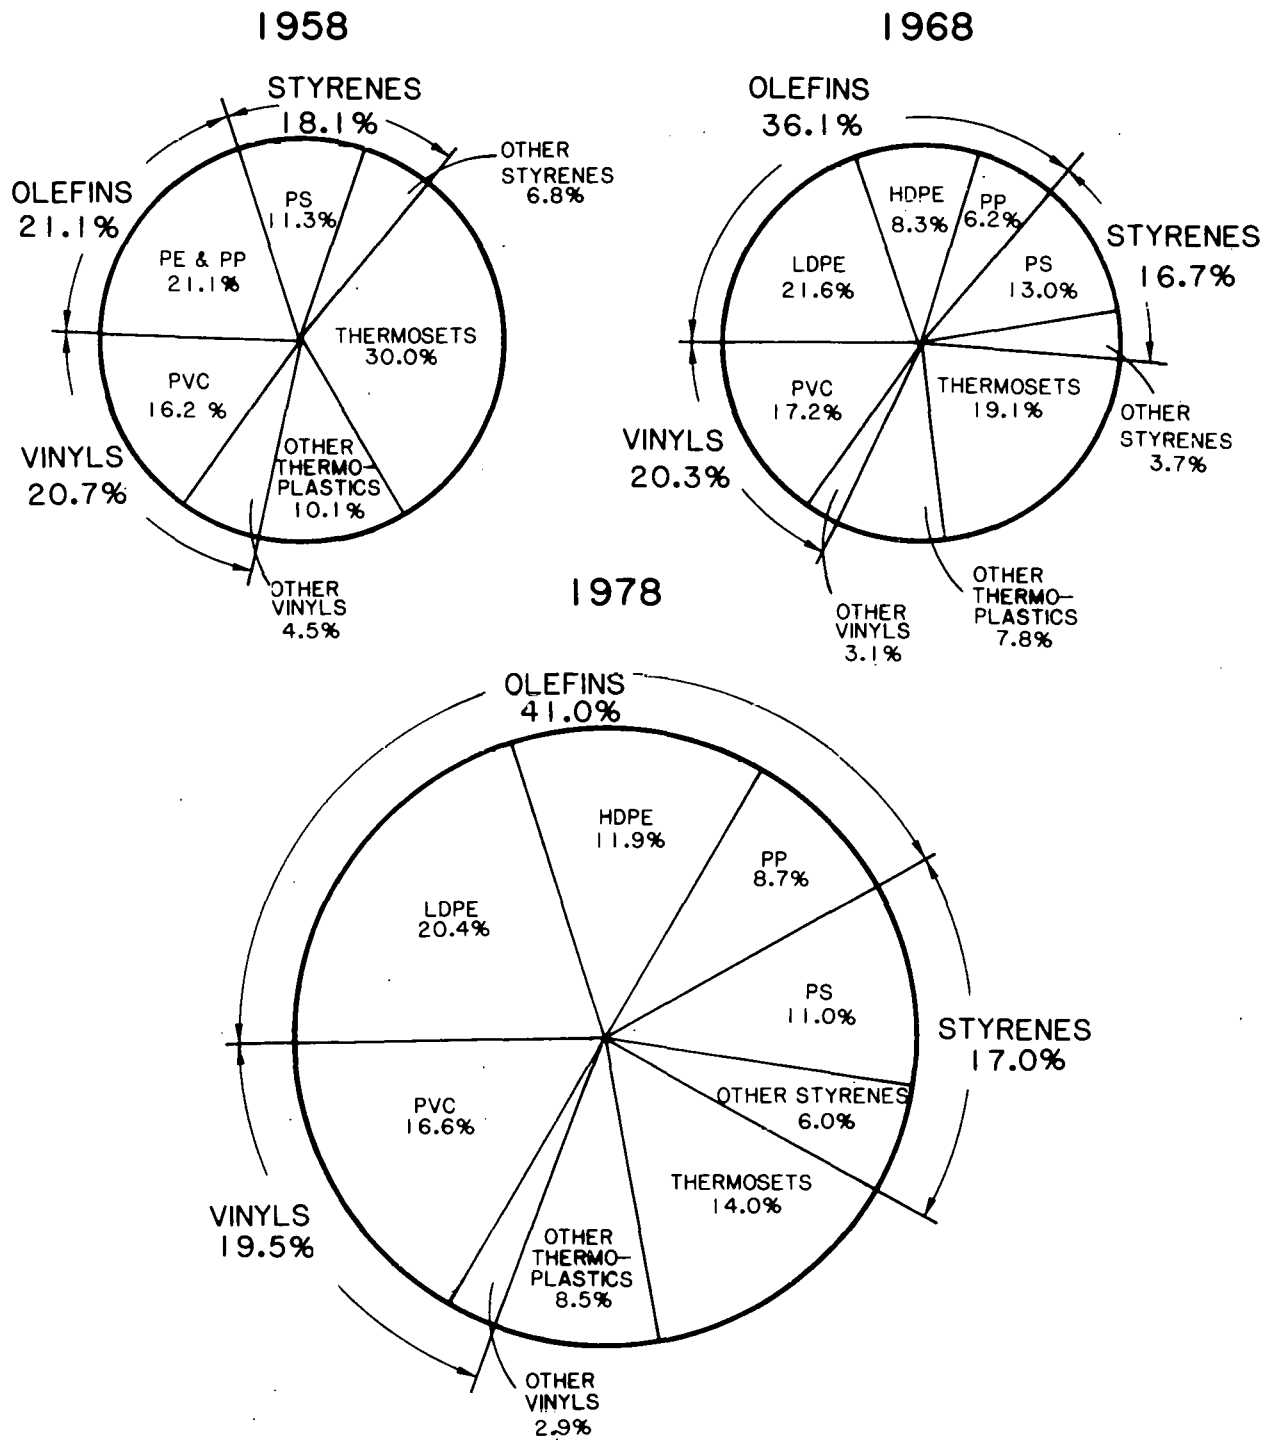 1958
STYRENES
18.1%
OTHER
STYRENES
6.8%
OLEFINS
21.1%
PS
11.3%
PE & PP
21.1%
THERMOSETS
30.0%
PVC
16.2 %
VINYLS
20.7%
OTHER
THERMO-
PLASTICS
10.1%
OTHER
VINYLS
4.5%
1968
OLEFINS
36.1%
HDPE
8.3%
PP
6.2%
STYRENES
16.7%
LDPE
21.6%
PS
13.0%
PVC
17.2%
THERMOSETS
19.1%
OTHER
STYRENES
3.7%
VINYLS
20.3%
OTHER
THERMO-
PLASTICS
7.8%
OTHER
VINYLS
3.1%
1978
OLEFINS
41.0%
HDPE
11.9%
PP
8.7%
LDPE
20.4%
PS
11.0%
STYRENES
17.0%
OTHER STYRENES
6.0%
PVC
16.6%
THERMOSETS
14.0%
VINYLS
19.5%
OTHER
THERMO-
PLASTICS
8.5%
OTHER
VINYLS
2.9%